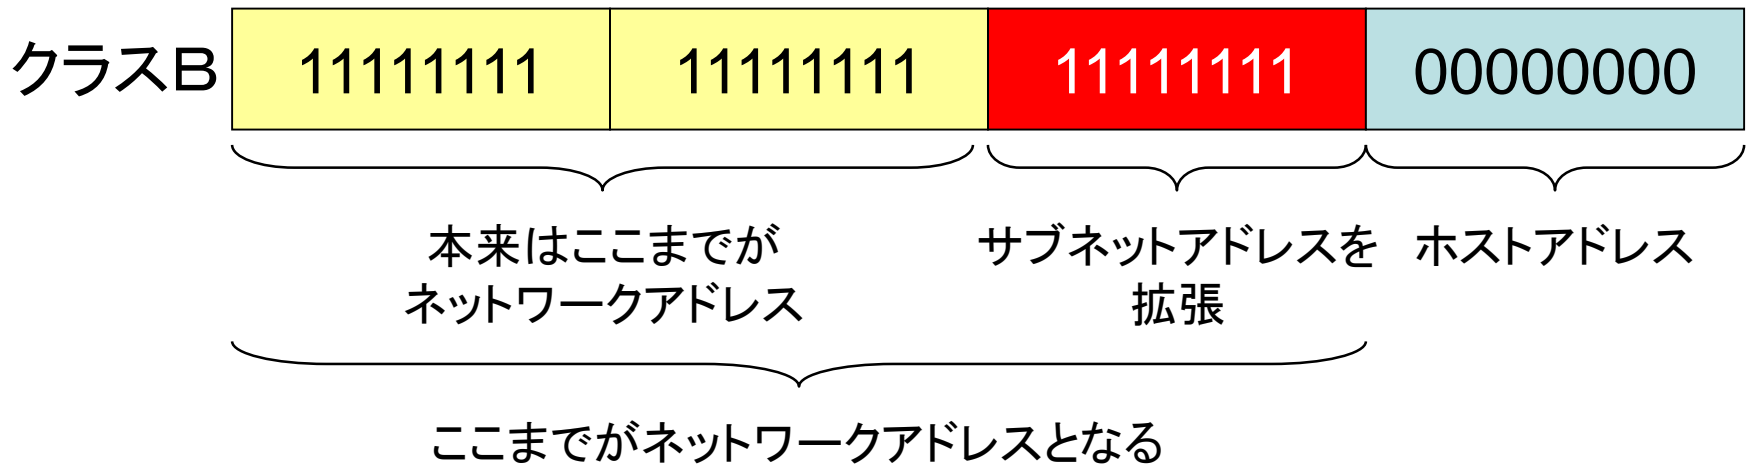 クラスB 11111111 11111111 11111111 00000000
本来はここまでが
ネットワークアドレス
サブネットアドレスを
拡張
ホストアドレス
ここまでがネットワークアドレスとなる